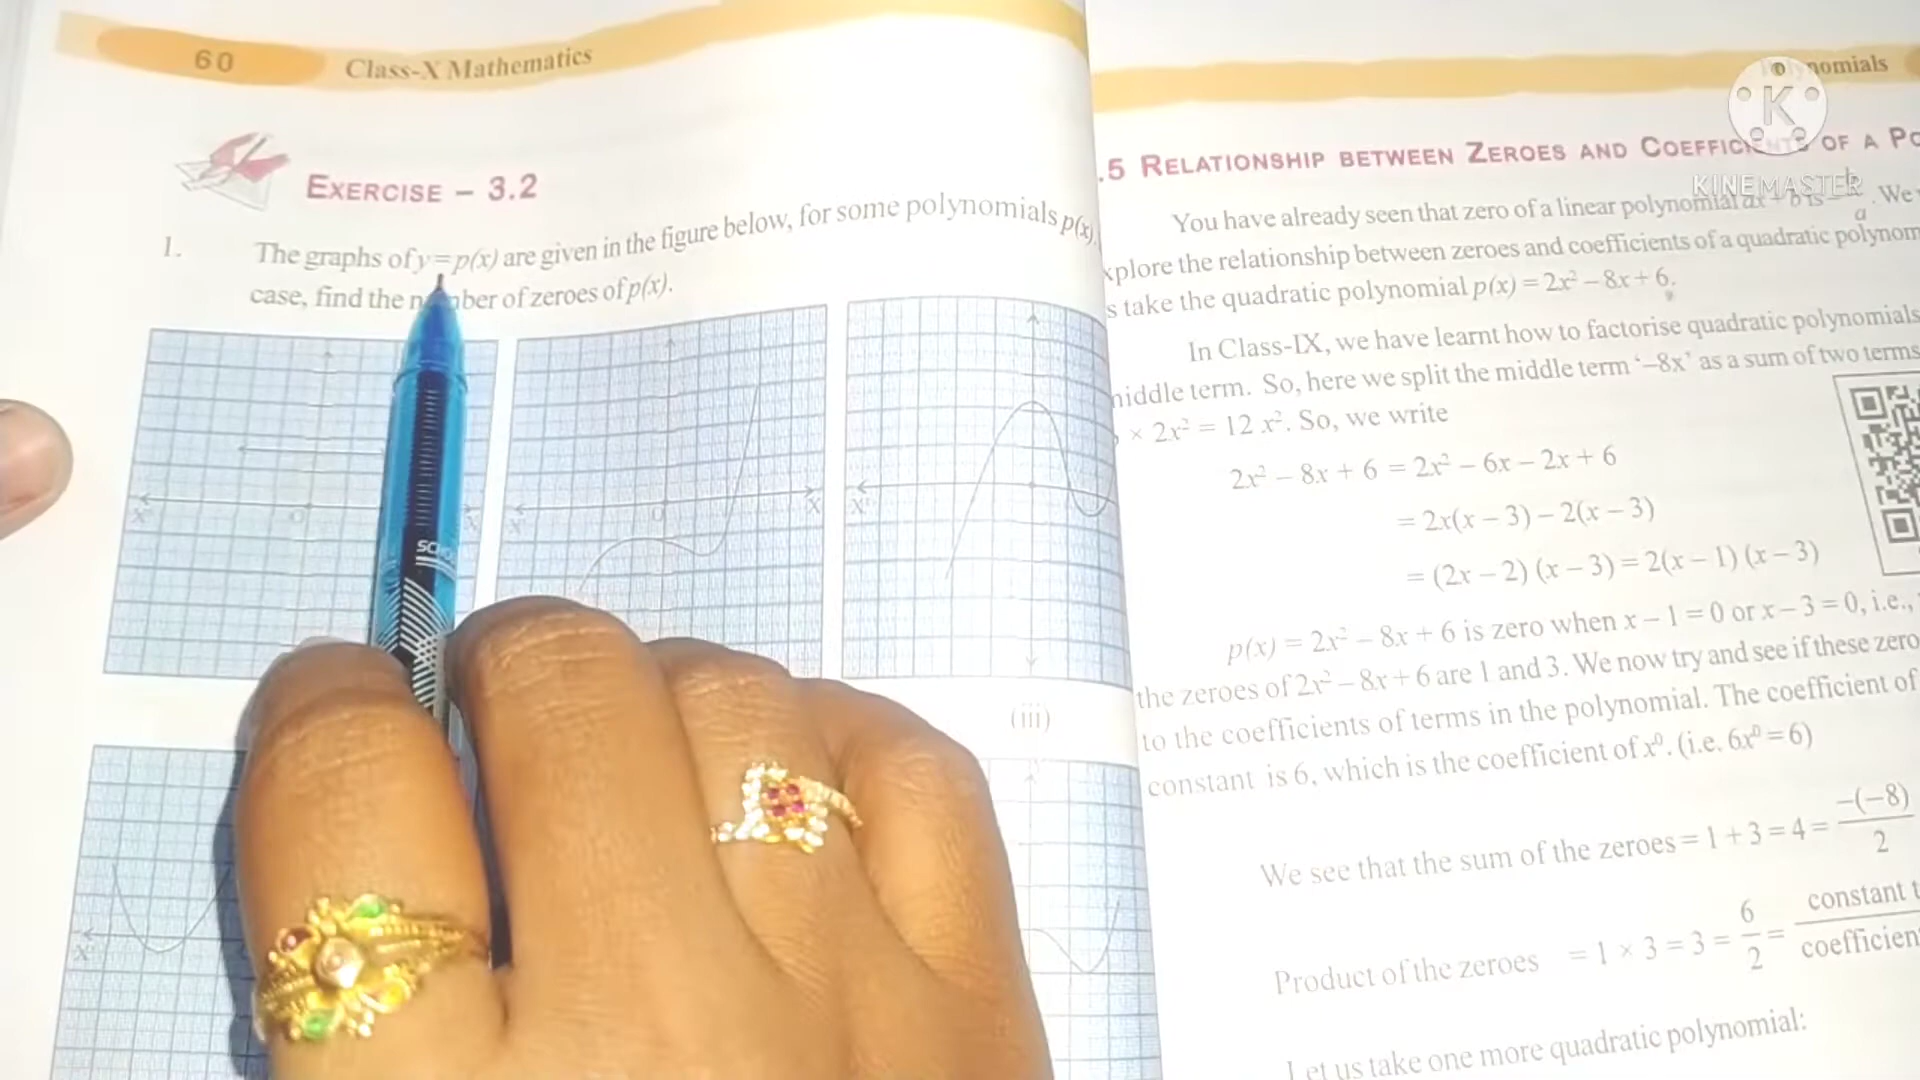 60
Class-X Mathematics
EXERCISE – 3.2
1. The graphs of y = p(x) are given in the figure below, for some polynomials p(x).
case, find the of zeroes of p(x).
X' O X
X' O X
X'
(iii)
X'
SCHO
nomials
K
KINEMASTER
.5 RELATIONSHIP BETWEEN ZEROES AND COEFFICIENTS OF A PO
You have already seen that zero of a linear polynomial ax + b is – b/a. We
xplore the relationship between zeroes and coefficients of a quadratic polynom
s take the quadratic polynomial p(x) = 2x² – 8x + 6.
In Class-IX, we have learnt how to factorise quadratic polynomials
middle term. So, here we split the middle term ‘–8x’ as a sum of two terms
× 2x² = 12 x². So, we write
2x² – 8x + 6 = 2x² – 6x – 2x + 6
= 2x(x – 3) – 2(x – 3)
= (2x – 2) (x – 3) = 2(x – 1) (x – 3)
p(x) = 2x² – 8x + 6 is zero when x – 1 = 0 or x – 3 = 0, i.e.,
the zeroes of 2x² – 8x + 6 are 1 and 3. We now try and see if these zero
to the coefficients of terms in the polynomial. The coefficient of
constant is 6, which is the coefficient of x⁰. (i.e. 6x⁰ = 6)
We see that the sum of the zeroes = 1 + 3 = 4 = –(–8)/2
Product of the zeroes = 1 × 3 = 3 = 6/2 = constant t/coefficien
Let us take one more quadratic polynomial: